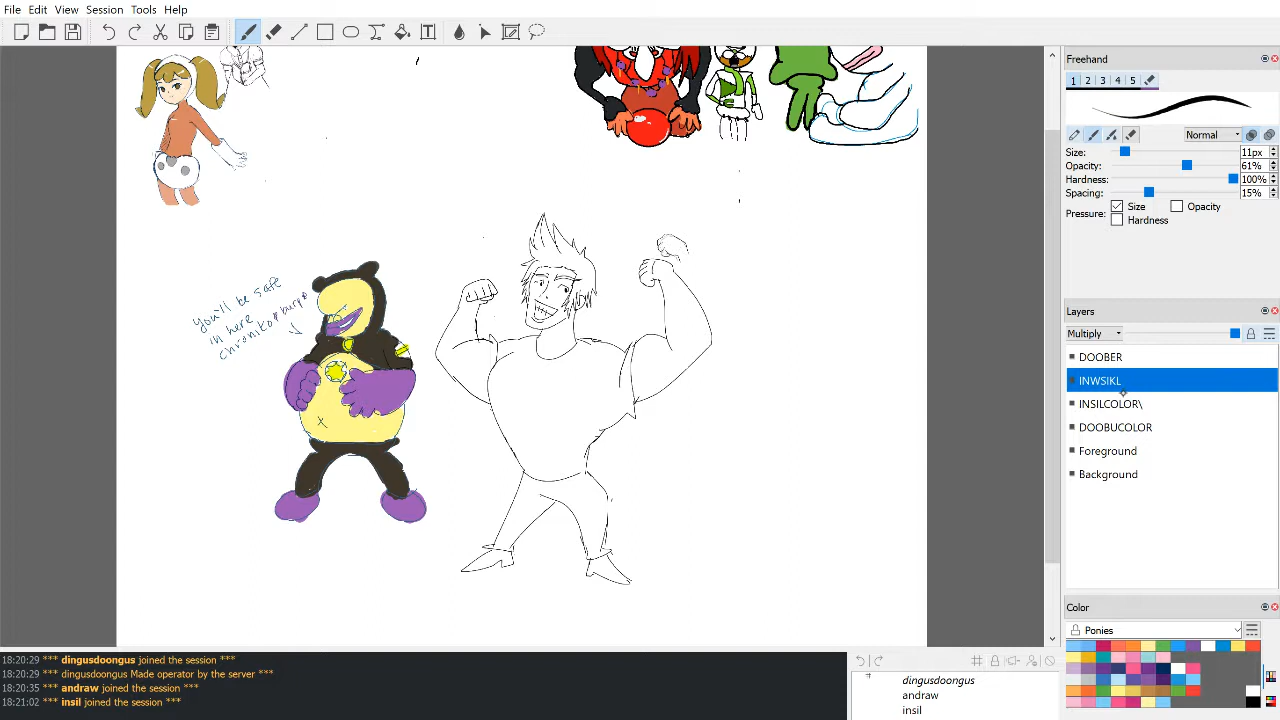 File Edit View Session Tools Help
Freehand
1 2 3 4 5
Normal
Size: 11px
Opacity: 61%
Hardness: 100%
Spacing: 15%
Pressure: Size Opacity
Hardness
you'll be safe
in here
Layers
Multiply
DOOBER
INWSIKL
INSILCOLOR\
DOOBUCOLOR
Foreground
Background
Color
Ponies
18:20:29 *** dingusdoongus joined the session ***
18:20:29 *** dingusdoongus Made operator by the server ***
18:20:35 *** andraw joined the session ***
18:21:02 *** insil joined the session ***
dingusdoongus
andraw
insil